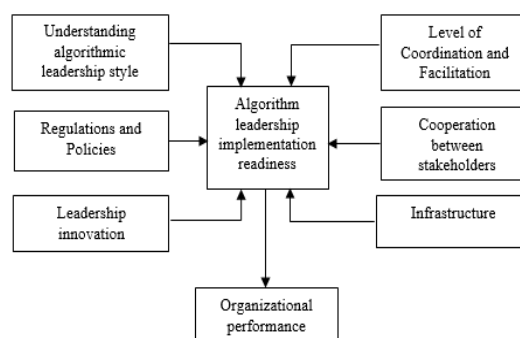 Understanding
algorithmic
leadership style
Level of
Coordination and
Facilitation
Algorithm
leadership
implementation
readiness
Regulations and
Policies
Cooperation
between
stakeholders
Leadership
innovation
Infrastructure
Organizational
performance